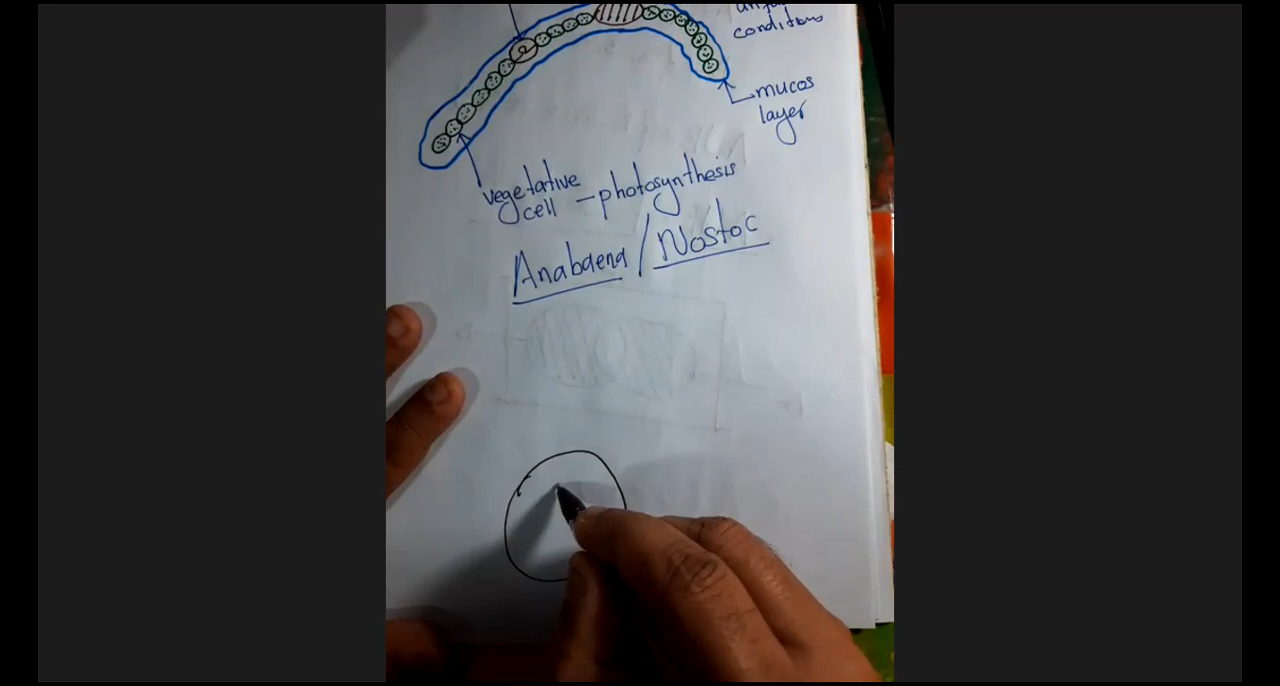 conditions
mucos
layer
vegetative
cell – photosynthesis
Anabaena / Nostoc